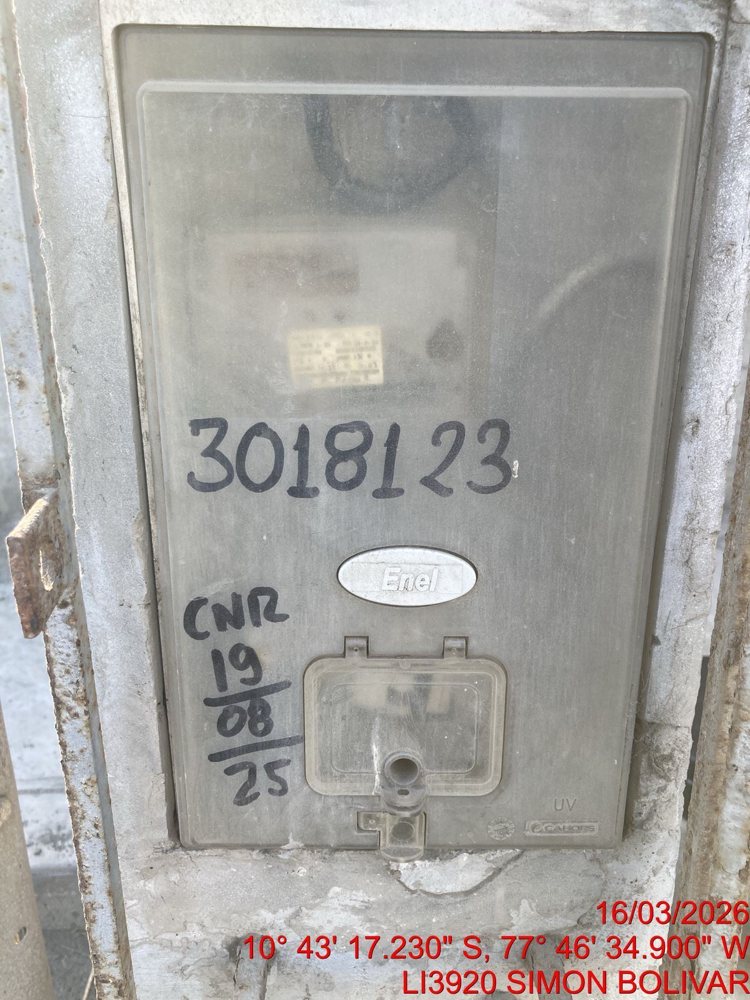 3018123
Enel
CNR
19
08
25
UV
CAHORS
16/03/2026
10° 43' 17.230" S, 77° 46' 34.900" W
LI3920 SIMON BOLIVAR